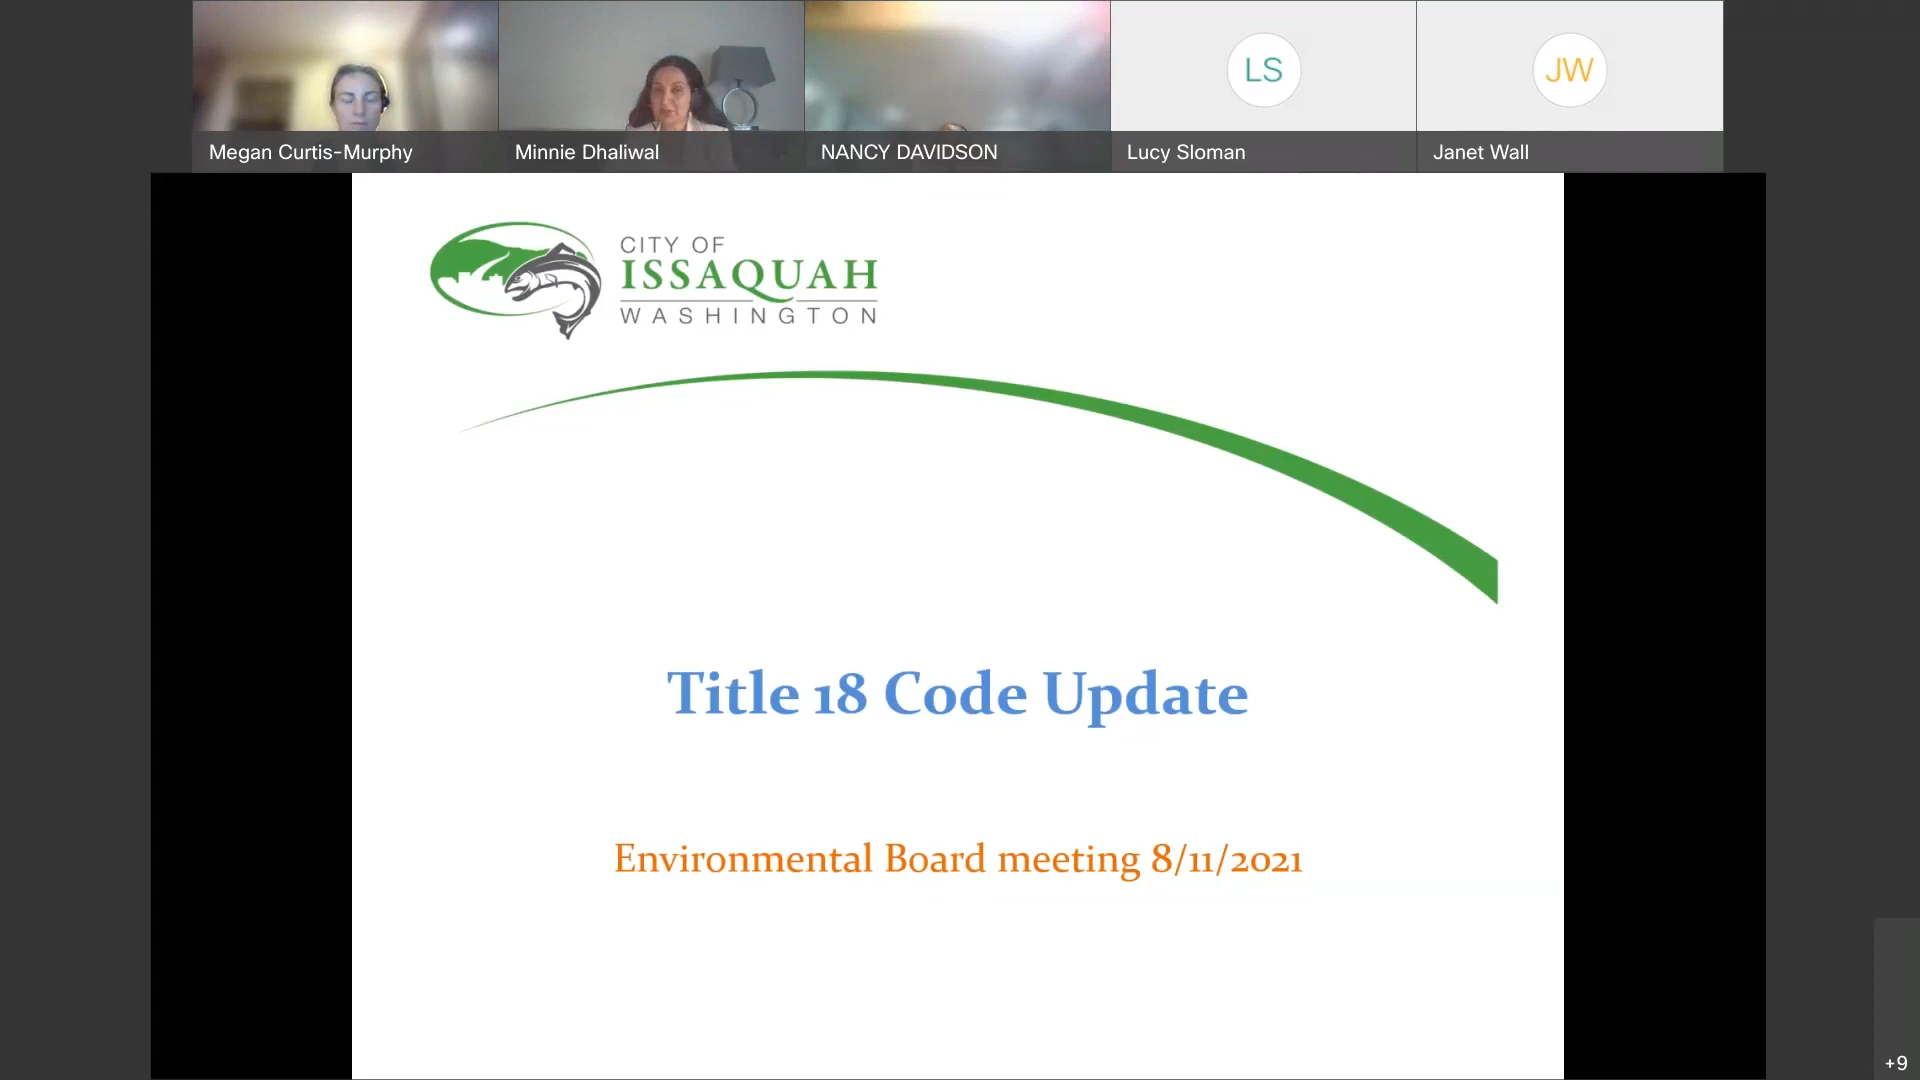 LS
JW
Megan Curtis-Murphy
Minnie Dhaliwal
NANCY DAVIDSON
Lucy Sloman
Janet Wall
CITY OF
ISSAQUAH
WASHINGTON
Title 18 Code Update
Environmental Board meeting 8/11/2021
+9